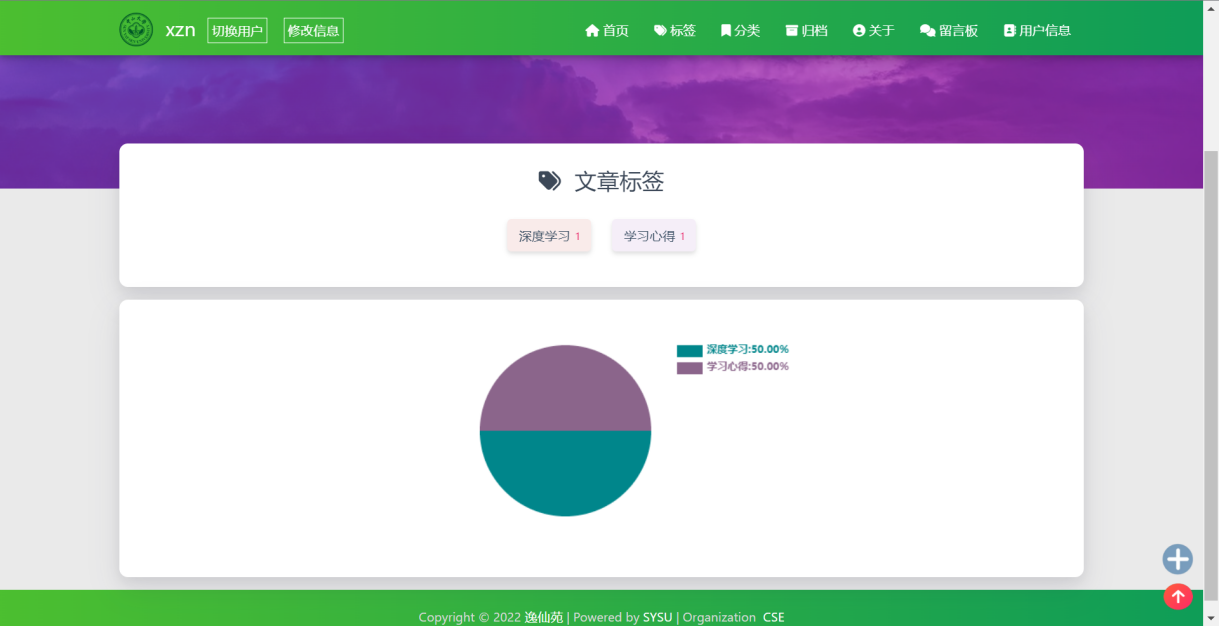 xzn 切换用户 修改信息 首页 标签 分类 归档 关于 留言板 用户信息
文章标签
深度学习 1 学习心得 1
深度学习:50.00%
学习心得:50.00%
Copyright © 2022 逸仙苑 | Powered by SYSU | Organization CSE